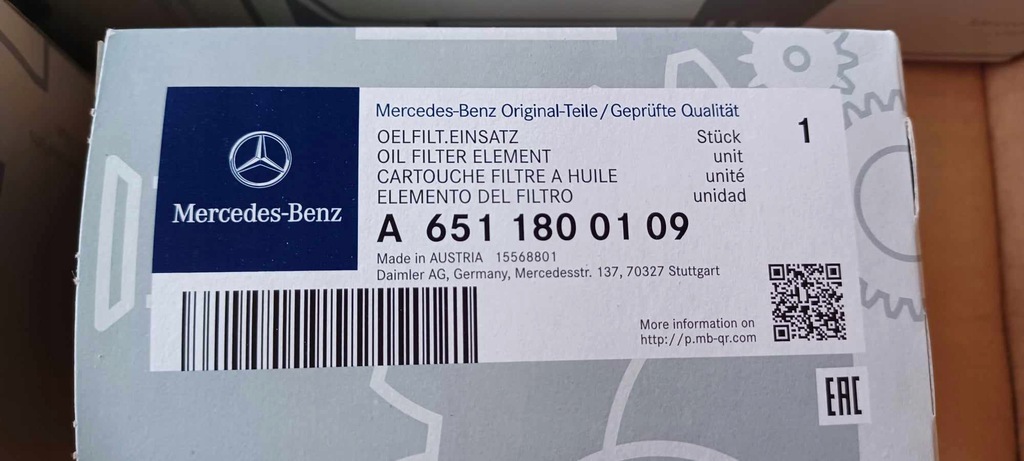 Mercedes-Benz
Mercedes-Benz Original-Teile/Geprüfte Qualität
OELFILT.EINSATZ Stück 1
OIL FILTER ELEMENT unit
CARTOUCHE FILTRE A HUILE unité
ELEMENTO DEL FILTRO unidad
A 651 180 01 09
Made in AUSTRIA 15568801
Daimler AG, Germany, Mercedesstr. 137, 70327 Stuttgart
More information on
http://p.mb-qr.com
EAC